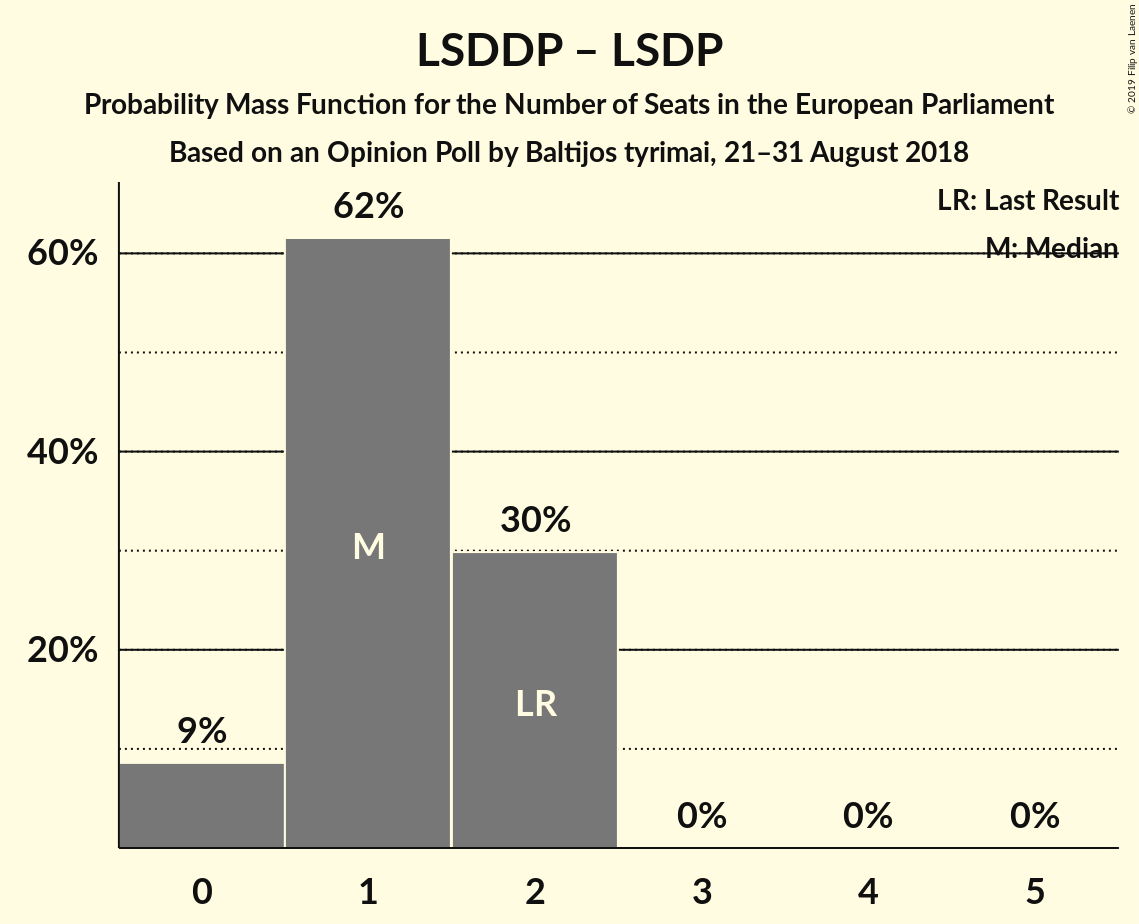 LSDDP – LSDP
Probability Mass Function for the Number of Seats in the European Parliament
Based on an Opinion Poll by Baltijos tyrimai, 21–31 August 2018
© 2019 Filip van Laenen
LR: Last Result
M: Median
62%
60%
40%
30%
M
20%
LR
9%
0% 0% 0%
0 1 2 3 4 5